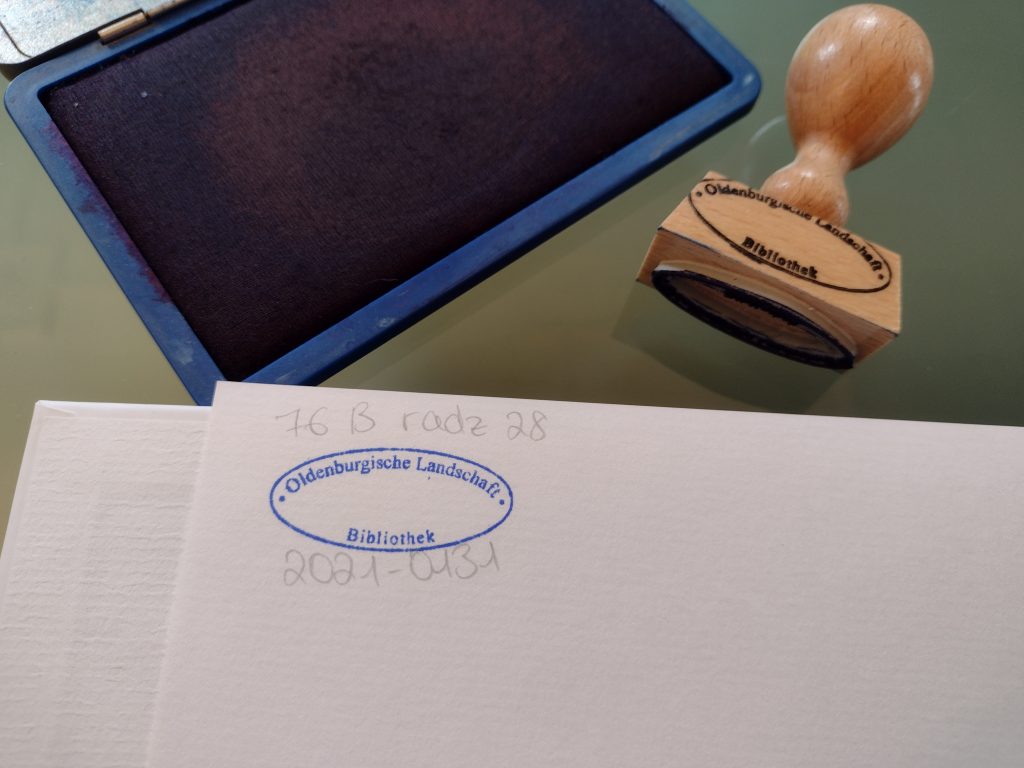 Oldenburgische Landschaft
Bibliothek
76 B radz 28
Oldenburgische Landschaft
Bibliothek
2021-0131